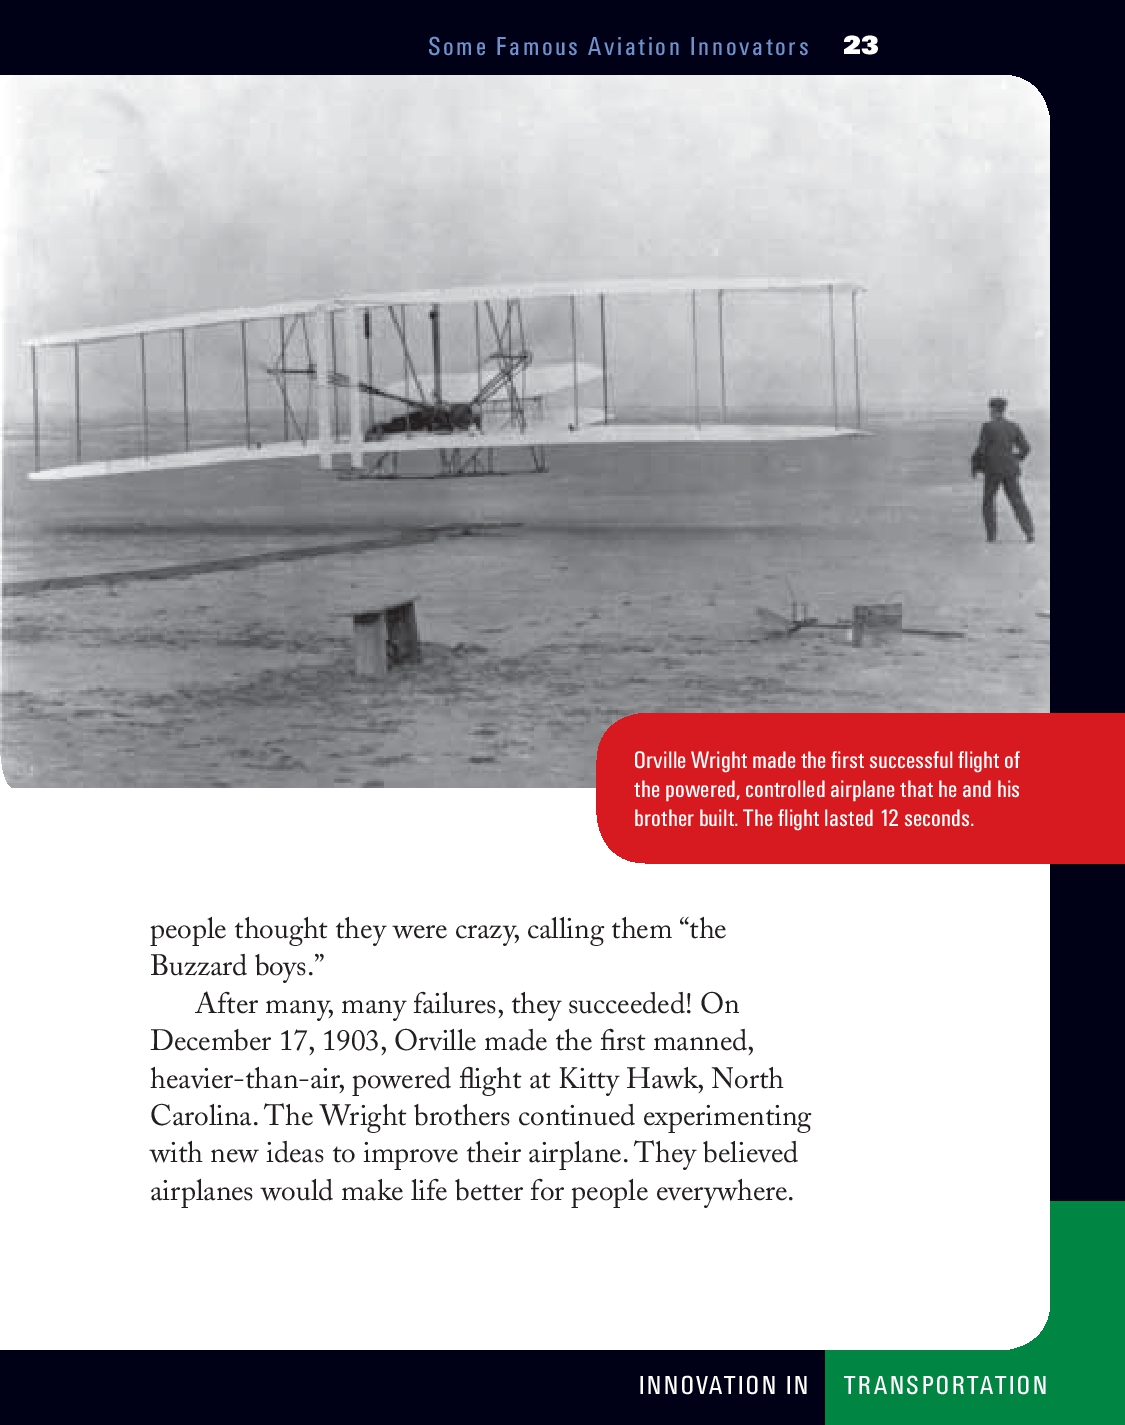 Some Famous Aviation Innovators 23
Orville Wright made the first successful flight of
the powered, controlled airplane that he and his
brother built. The flight lasted 12 seconds.
people thought they were crazy, calling them “the
Buzzard boys.”
After many, many failures, they succeeded! On
December 17, 1903, Orville made the first manned,
heavier-than-air, powered flight at Kitty Hawk, North
Carolina. The Wright brothers continued experimenting
with new ideas to improve their airplane. They believed
airplanes would make life better for people everywhere.
INNOVATION IN TRANSPORTATION